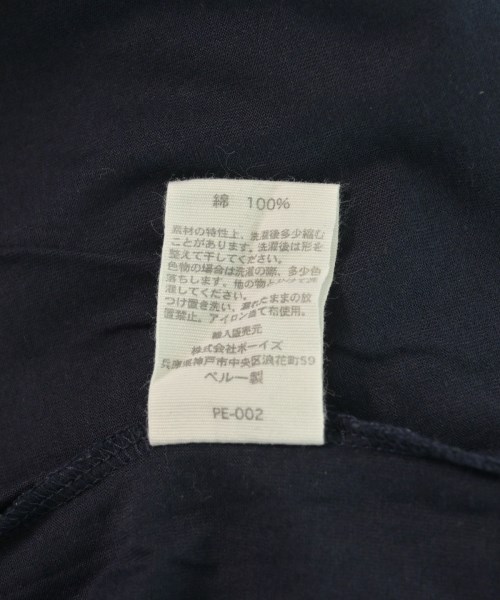 綿 100%
素材の特性上、洗濯後多少縮む
ことがあります。洗濯後は形を
整えて干してください。
色物の場合は洗濯の際、多少色
落ちします。他の物と分けて洗
濯してください。
つけ置き洗い、濡れたままの放
置禁止。アイロン当て布使用。
輸入販売元
株式会社ボーイズ
兵庫県神戸市中央区浪花町59
ペルー製
PE-002